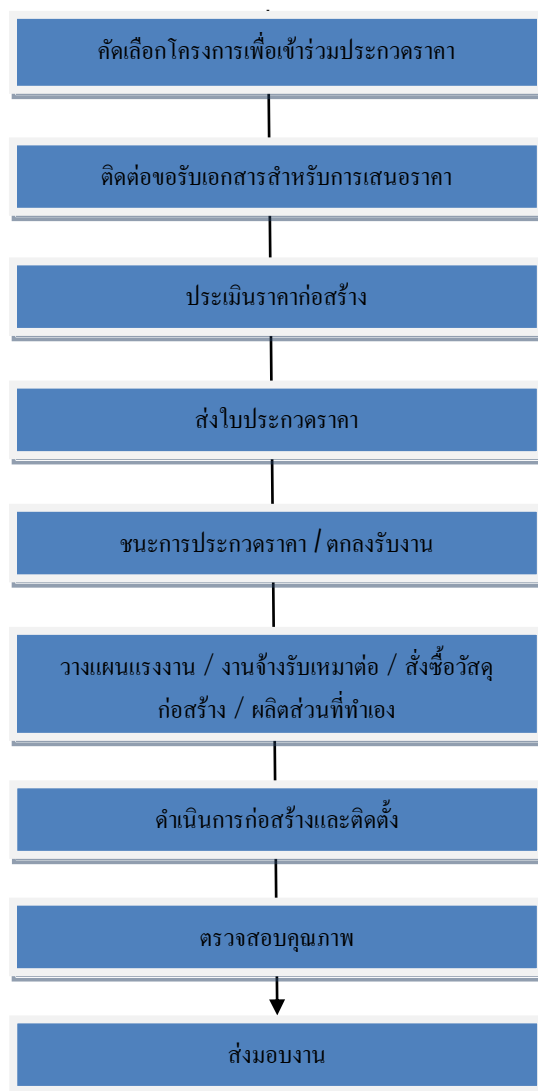 คัดเลือกโครงการเพื่อเข้าร่วมประกวดราคา
ติดต่อขอรับเอกสารสำหรับการเสนอราคา
ประเมินราคาก่อสร้าง
ส่งใบประกวดราคา
ชนะการประกวดราคา / ตกลงรับงาน
วางแผนแรงงาน / งานจ้างรับเหมาต่อ / สั่งซื้อวัสดุ
ก่อสร้าง / ผลิตส่วนที่ทำเอง
ดำเนินการก่อสร้างและติดตั้ง
ตรวจสอบคุณภาพ
ส่งมอบงาน